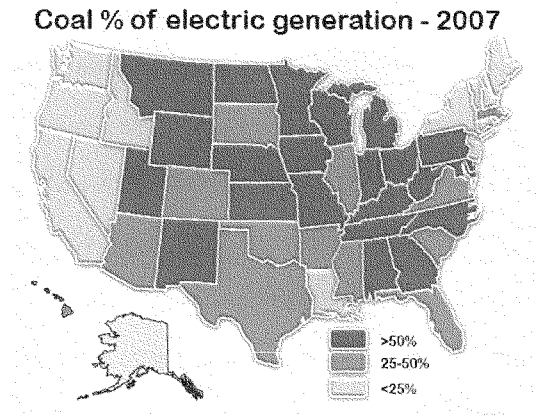 Coal % of electric generation - 2007
>50%
25-50%
<25%